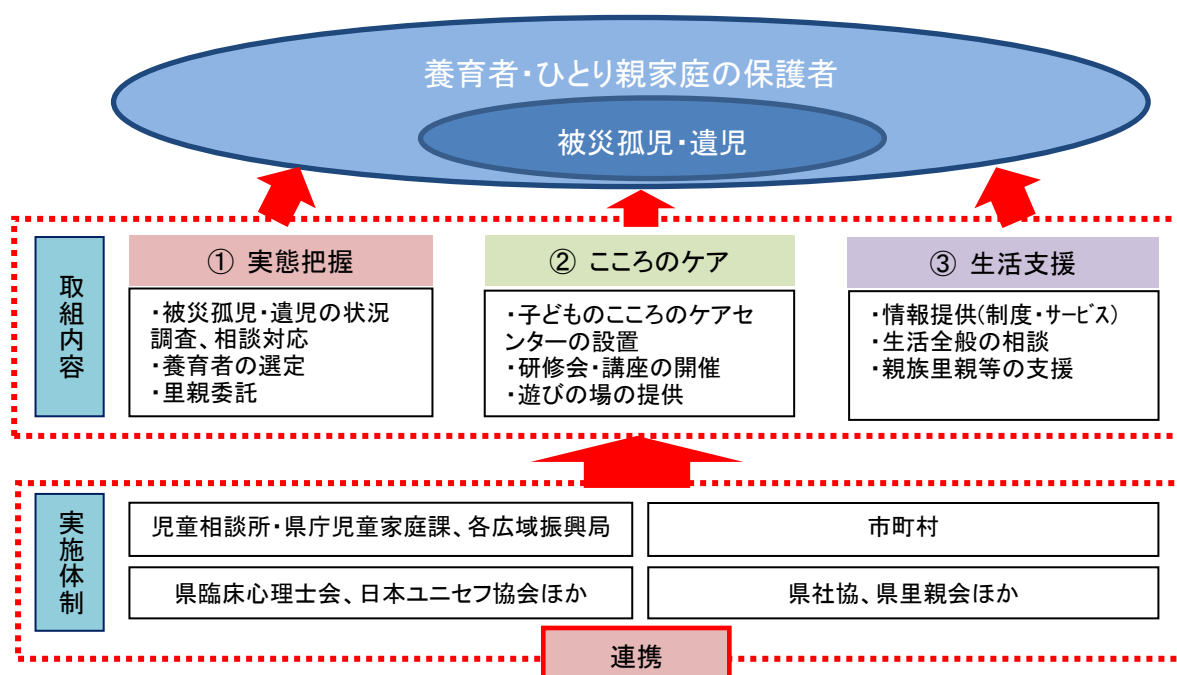 養育者・ひとり親家庭の保護者
被災孤児・遺児
取組内容
① 実態把握
・被災孤児・遺児の状況
調査、相談対応
・養育者の選定
・里親委託
② こころのケア
・子どものこころのケアセ
ンターの設置
・研修会・講座の開催
・遊びの場の提供
③ 生活支援
・情報提供(制度・サービス)
・生活全般の相談
・親族里親等の支援
実施体制
児童相談所・県庁児童家庭課、各広域振興局
市町村
県臨床心理士会、日本ユニセフ協会ほか
県社協、県里親会ほか
連携